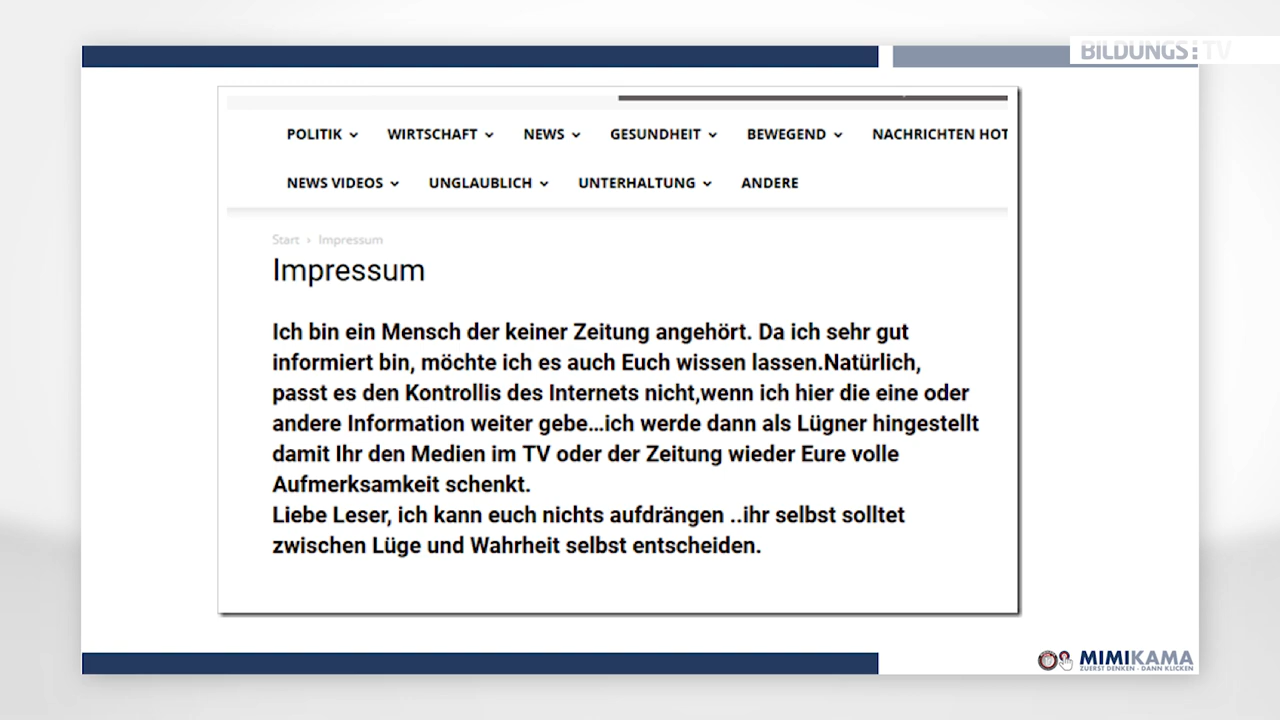 BILDUNGS:TV
POLITIK WIRTSCHAFT NEWS GESUNDHEIT BEWEGEND NACHRICHTEN HOT
NEWS VIDEOS UNGLAUBLICH UNTERHALTUNG ANDERE
Start › Impressum
Impressum
Ich bin ein Mensch der keiner Zeitung angehört. Da ich sehr gut
informiert bin, möchte ich es auch Euch wissen lassen.Natürlich,
passt es den Kontrollis des Internets nicht,wenn ich hier die eine oder
andere Information weiter gebe…ich werde dann als Lügner hingestellt
damit Ihr den Medien im TV oder der Zeitung wieder Eure volle
Aufmerksamkeit schenkt.
Liebe Leser, ich kann euch nichts aufdrängen ..ihr selbst solltet
zwischen Lüge und Wahrheit selbst entscheiden.
MIMIKAMA
ZUERST DENKEN - DANN KLICKEN